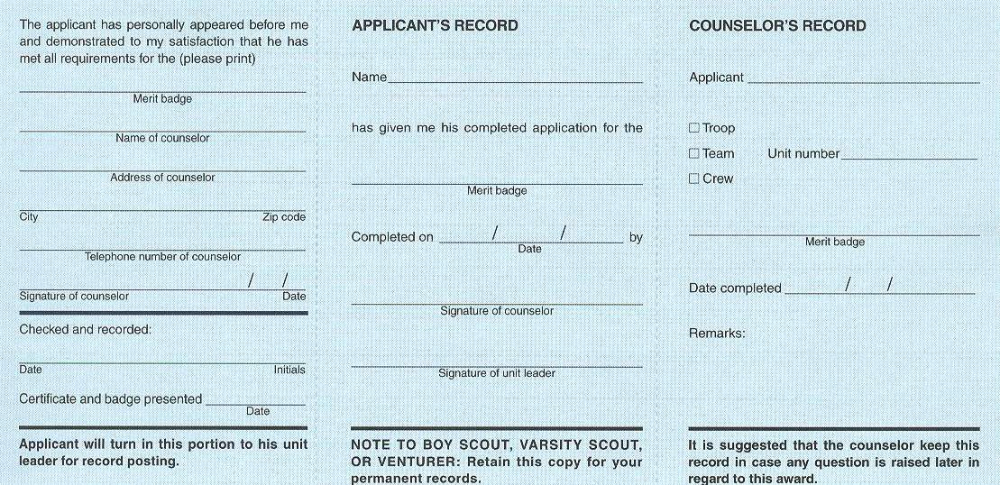 The applicant has personally appeared before me
and demonstrated to my satisfaction that he has
met all requirements for the (please print)
Merit badge
Name of counselor
Address of counselor
City Zip code
Telephone number of counselor
/ /
Signature of counselor Date
Checked and recorded:
Date Initials
Certificate and badge presented
Date
Applicant will turn in this portion to his unit
leader for record posting.
APPLICANT'S RECORD
Name
has given me his completed application for the
Merit badge
Completed on / / by
Date
Signature of counselor
Signature of unit leader
NOTE TO BOY SCOUT, VARSITY SCOUT,
OR VENTURER: Retain this copy for your
permanent records.
COUNSELOR'S RECORD
Applicant
☐ Troop
☐ Team Unit number
☐ Crew
Merit badge
Date completed / /
Remarks:
It is suggested that the counselor keep this
record in case any question is raised later in
regard to this award.